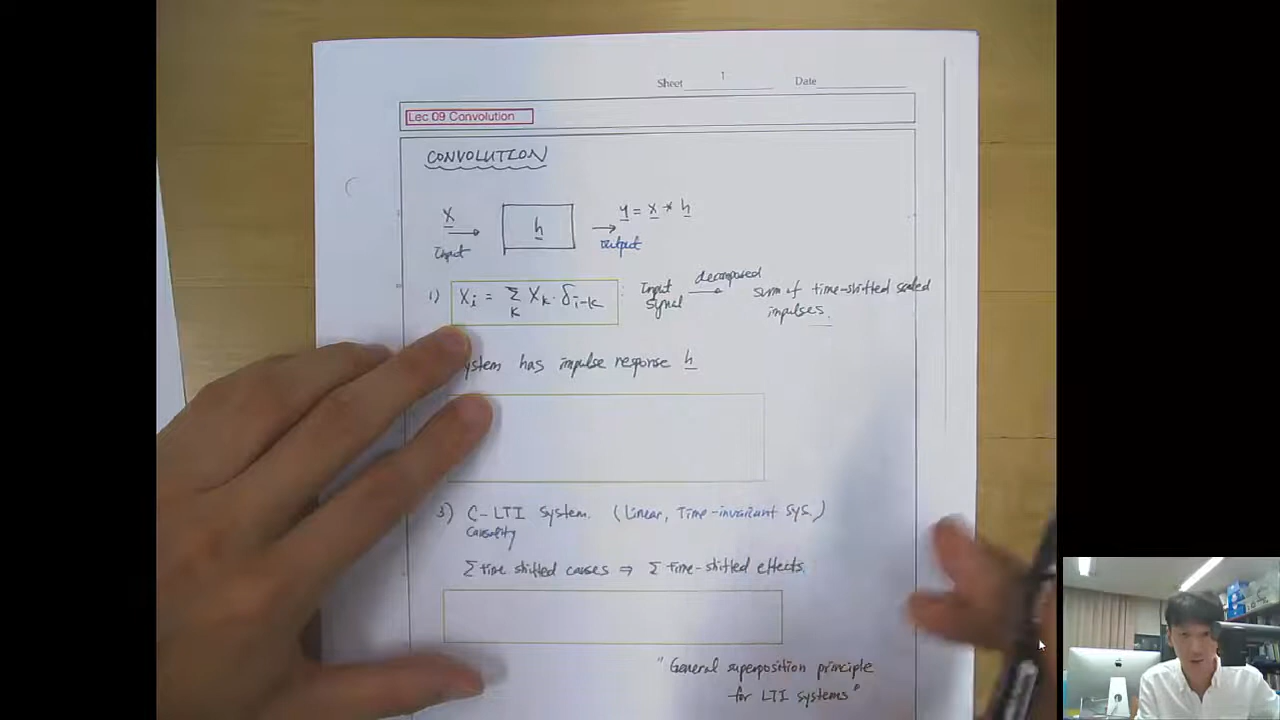 Sheet 1 Date
Lec 09 Convolution
CONVOLUTION
x → h → y = x * h
Input output
1) Xi = Σk Xk · δi-k : Input signal decomposed → sum of time-shifted scaled impulses.
ystem has impulse response h
3) C-LTI System. (Linear, Time-invariant Sys.)
Causality
Σ time shifted causes ⇒ Σ time-shifted effects.
"General superposition principle
for LTI systems"